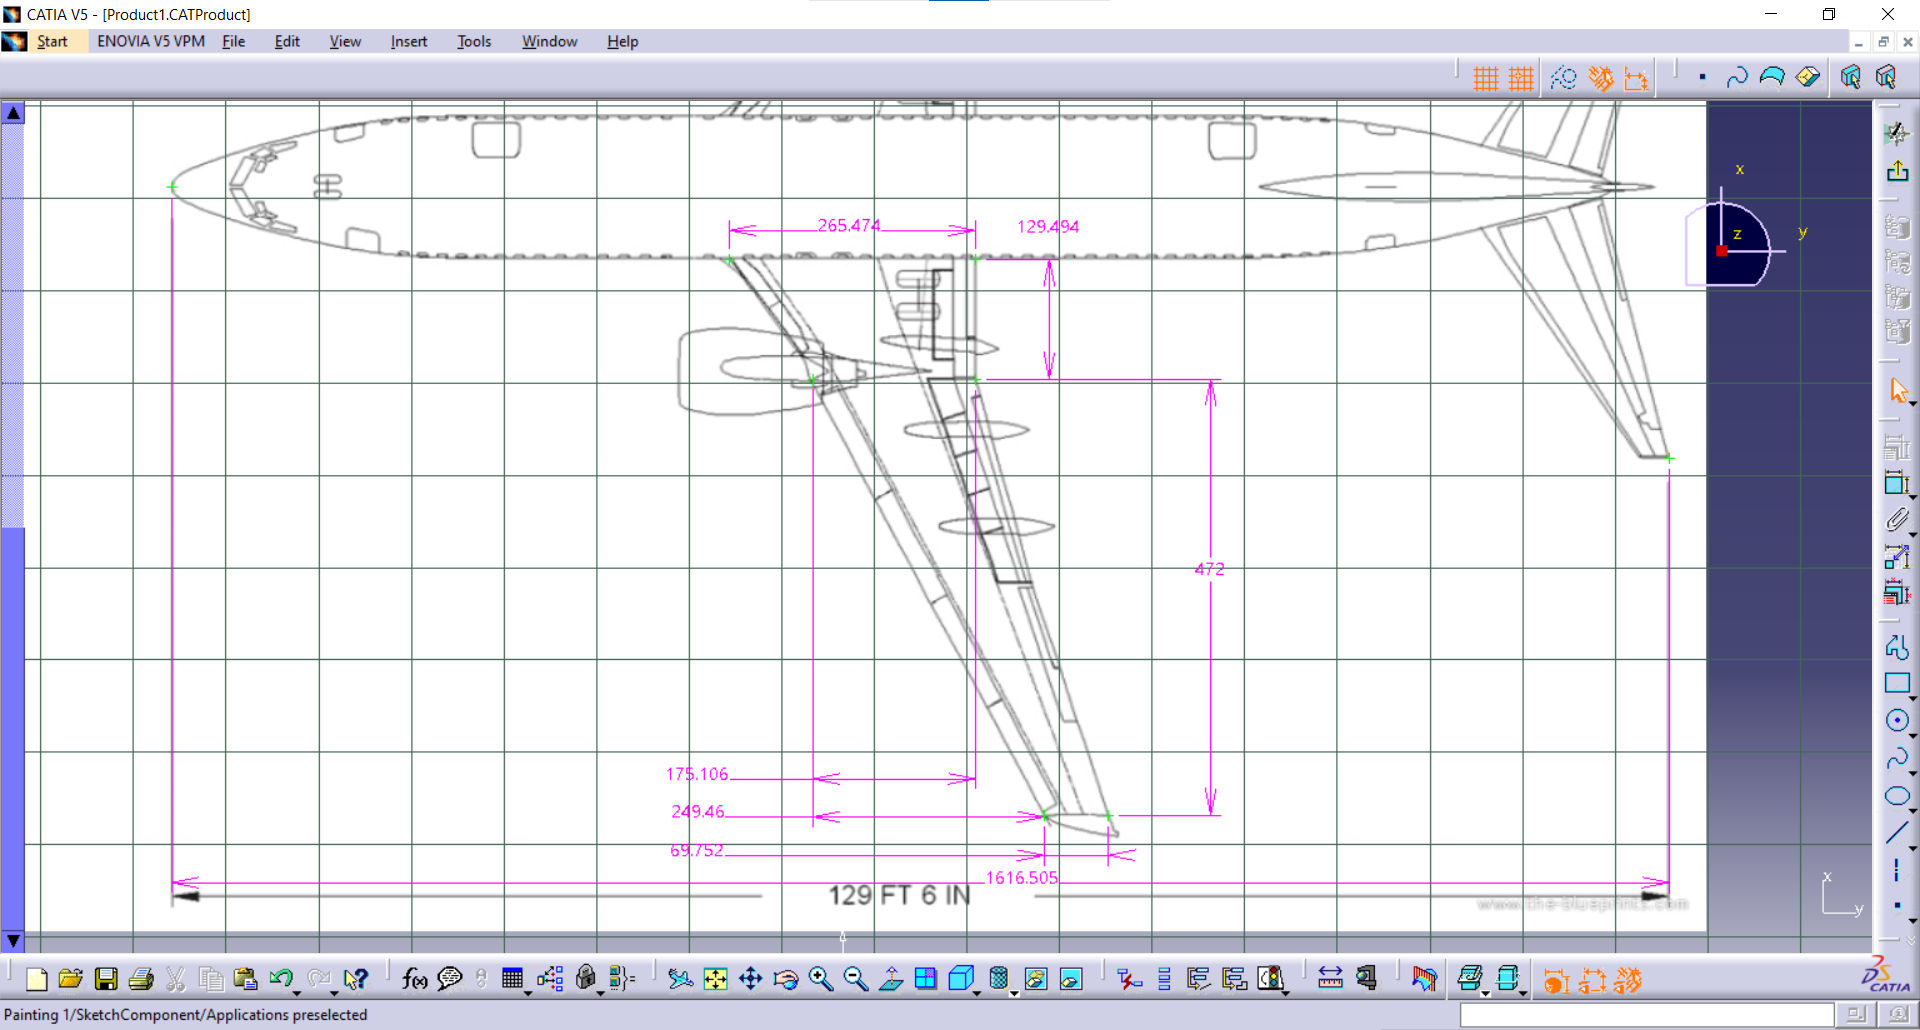 CATIA V5 - [Product1.CATProduct]
Start ENOVIA V5 VPM File Edit View Insert Tools Window Help
x
265.474 129.494
z y
472
175.106
249.46
69.752
1616.505
129 FT 6 IN
www.the-blueprints.com
x
y
f(x)
CATIA
Painting 1/SketchComponent/Applications preselected